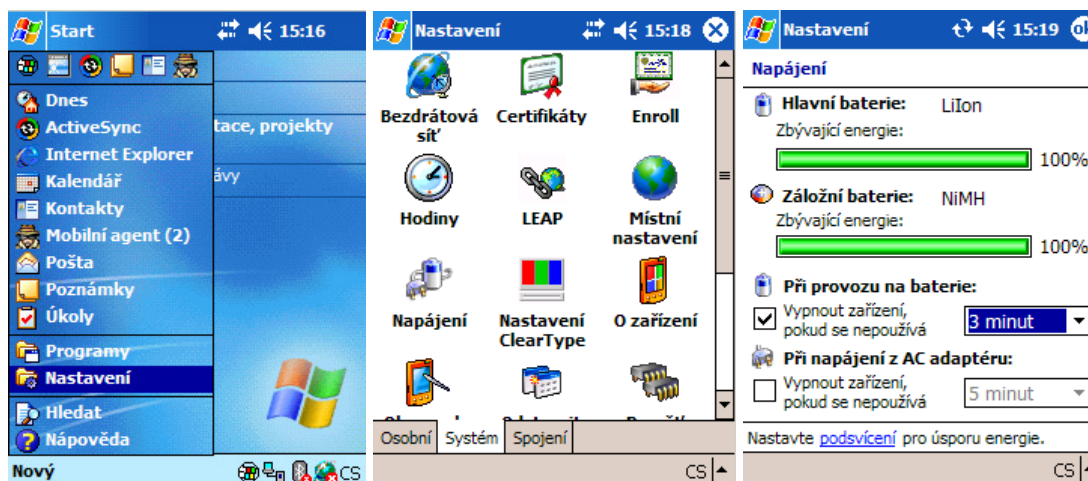 Start
15:16
Dnes
ActiveSync
Internet Explorer
Kalendář
Kontakty
Mobilní agent (2)
Pošta
Poznámky
Úkoly
Programy
Nastavení
Hledat
Nápověda
tace, projekty
ávy
Nový
CS
Nastavení
15:18
Bezdrátová
síť
Certifikáty
Enroll
Hodiny
LEAP
Místní
nastavení
Napájení
Nastavení
ClearType
O zařízení
Osobní Systém Spojení
CS
Nastavení
15:19
ok
Napájení
Hlavní baterie: LiIon
Zbývající energie:
100%
Záložní baterie: NiMH
Zbývající energie:
100%
Při provozu na baterie:
Vypnout zařízení,
pokud se nepoužívá
3 minut
Při napájení z AC adaptéru:
Vypnout zařízení,
pokud se nepoužívá
5 minut
Nastavte podsvícení pro úsporu energie.
CS